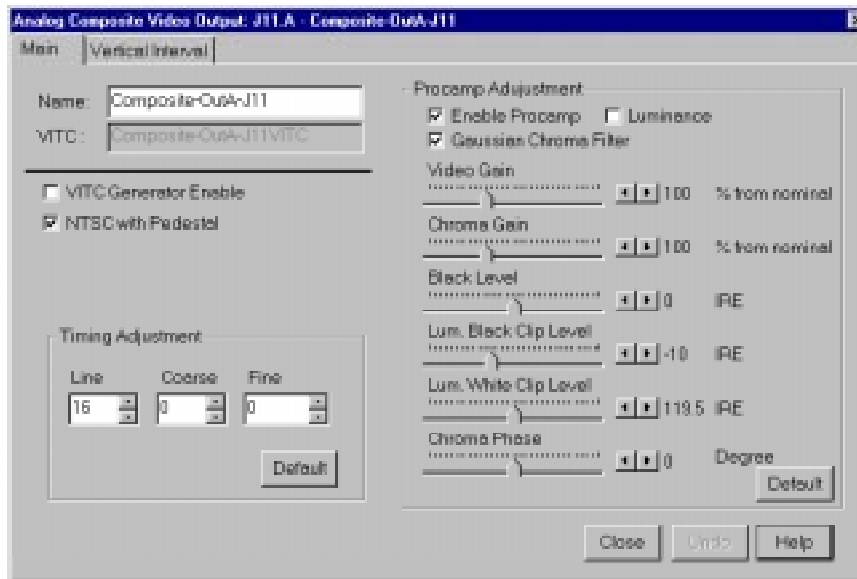 Analog Composite Video Output: J11.A - Composite-OutA-J11
Main
Vertical Interval
Name: Composite-OutA-J11
VITC : Composite-OutA-J11VITC
VITC Generator Enable
NTSC with Pedestal
Timing Adjustment
Line Coarse Fine
16 0 0
Default
Procamp Adujustment
Enable Procamp Luminance
Gaussian Chroma Filter
Video Gain
100 % from nominal
Chroma Gain
100 % from nominal
Black Level
0 IRE
Lum. Black Clip Level
-10 IRE
Lum. White Clip Level
119.5 IRE
Chroma Phase
0 Degree
Default
Close Undo Help